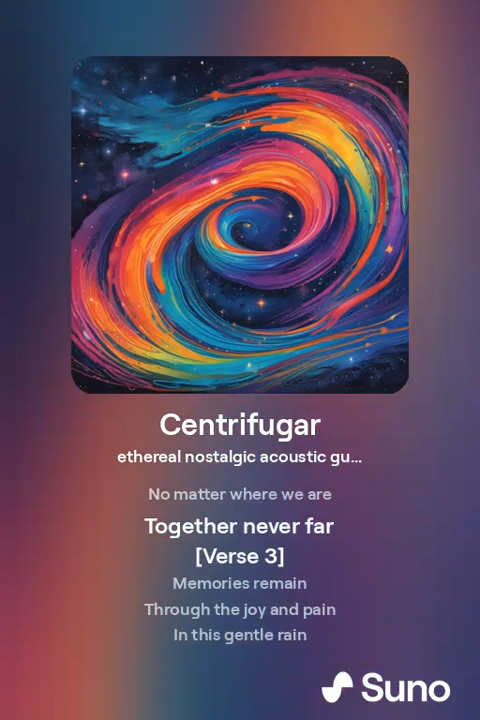 Centrifugar
ethereal nostalgic acoustic gu...
No matter where we are
Together never far
[Verse 3]
Memories remain
Through the joy and pain
In this gentle rain
Suno